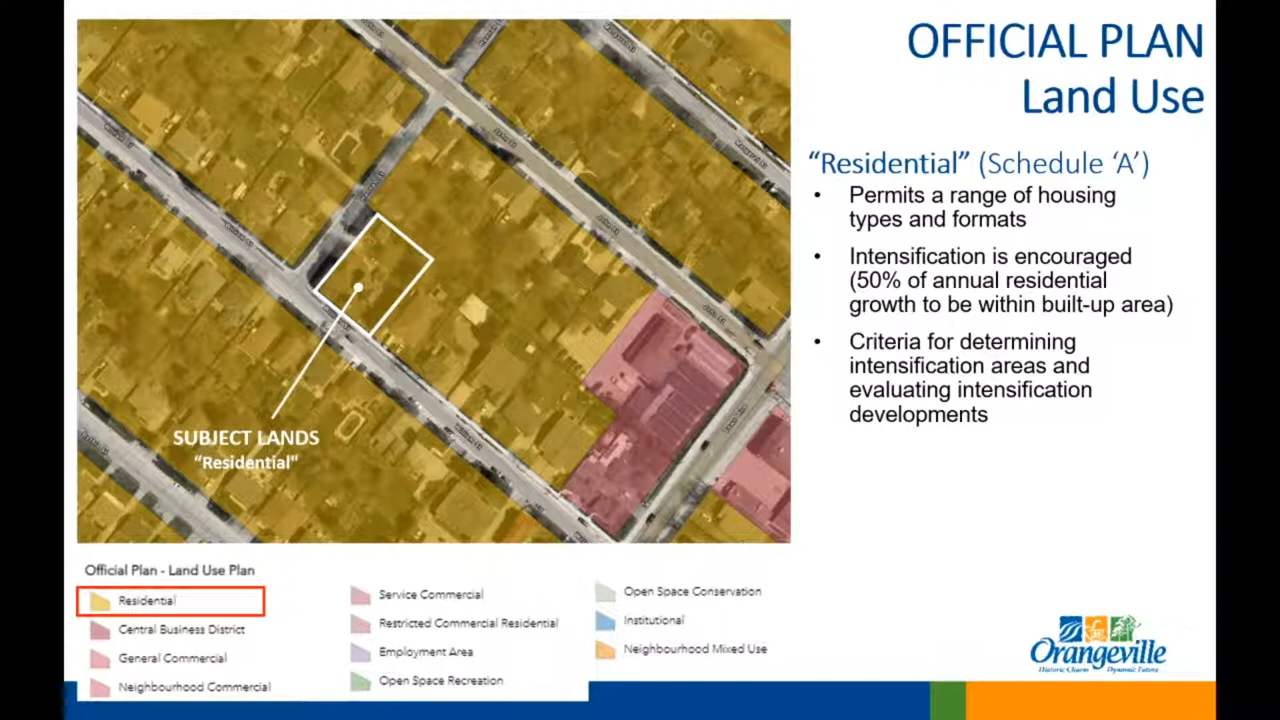 OFFICIAL PLAN
Land Use
“Residential” (Schedule ‘A’)
• Permits a range of housing
types and formats
• Intensification is encouraged
(50% of annual residential
growth to be within built-up area)
• Criteria for determining
intensification areas and
evaluating intensification
developments
SUBJECT LANDS
“Residential"
Official Plan - Land Use Plan
Residential
Central Business District
General Commercial
Neighbourhood Commercial
Service Commercial
Restricted Commercial Residential
Employment Area
Open Space Recreation
Open Space Conservation
Institutional
Neighbourhood Mixed Use
Orangeville
Historic Charm Dynamic Future